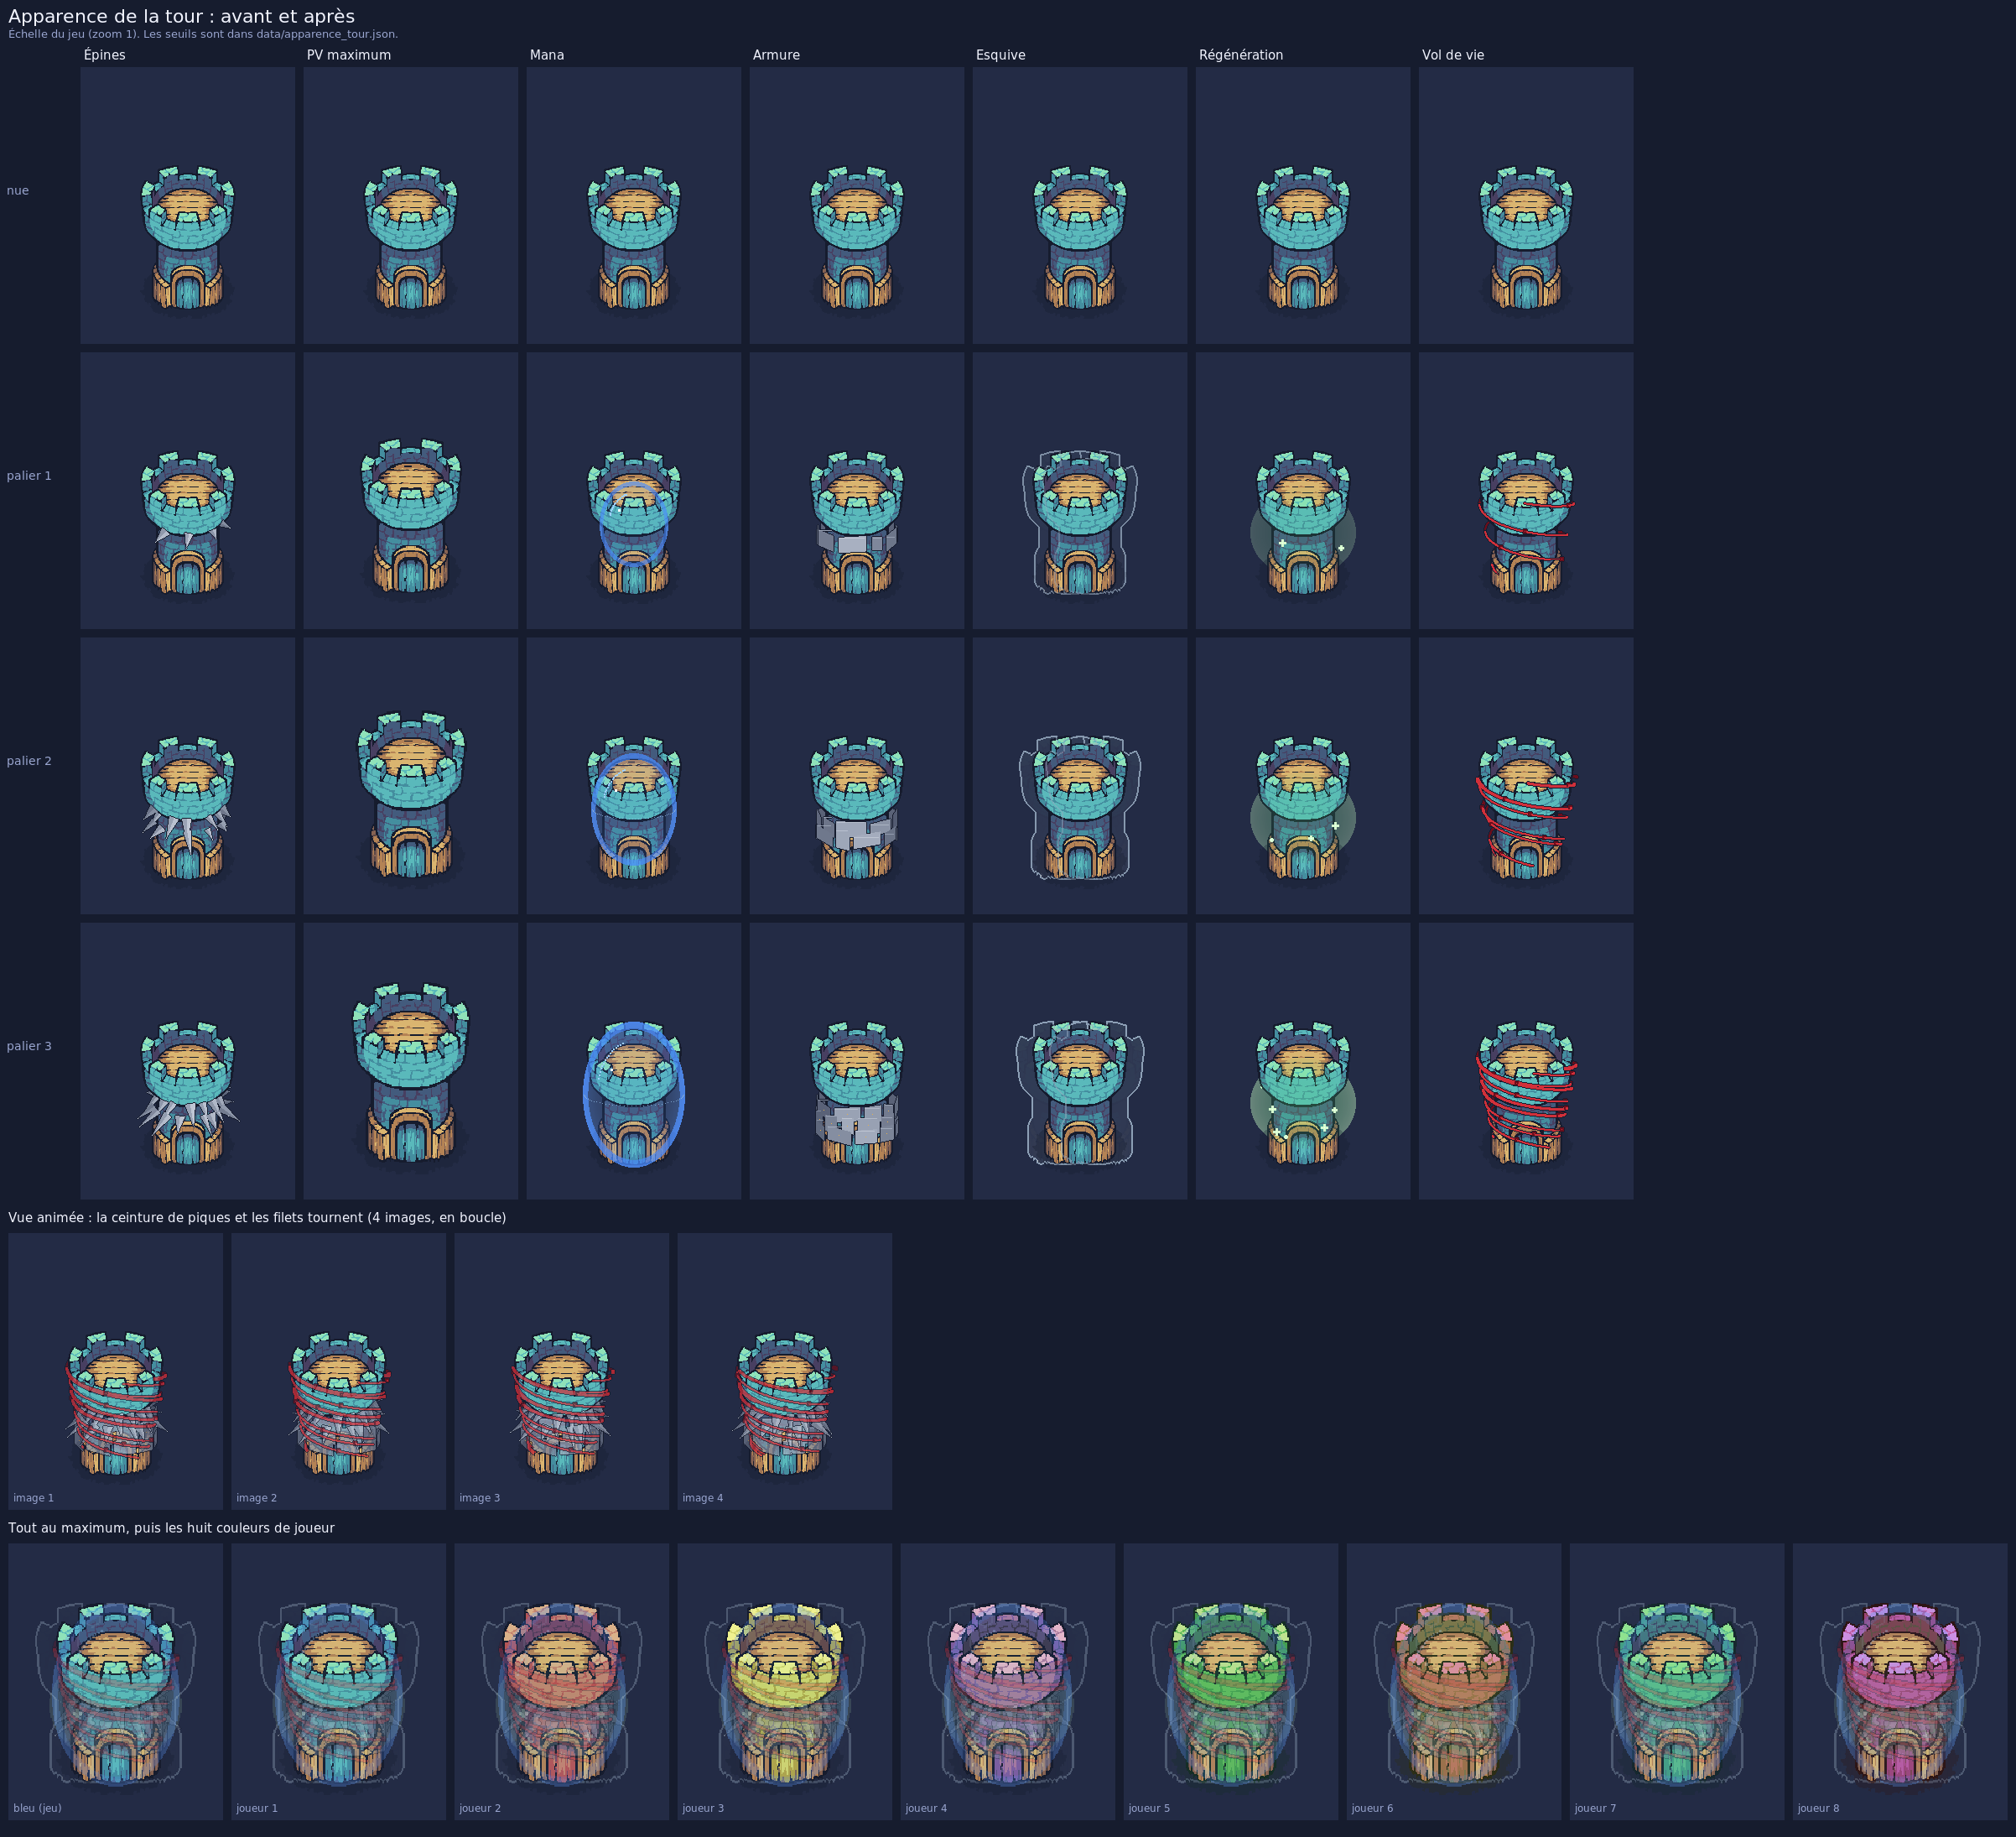 Apparence de la tour : avant et après
Échelle du jeu (zoom 1). Les seuils sont dans data/apparence_tour.json.
Épines PV maximum Mana Armure Esquive Régénération Vol de vie
nue
palier 1
palier 2
palier 3
Vue animée : la ceinture de piques et les filets tournent (4 images, en boucle)
image 1 image 2 image 3 image 4
Tout au maximum, puis les huit couleurs de joueur
bleu (jeu) joueur 1 joueur 2 joueur 3 joueur 4 joueur 5 joueur 6 joueur 7 joueur 8